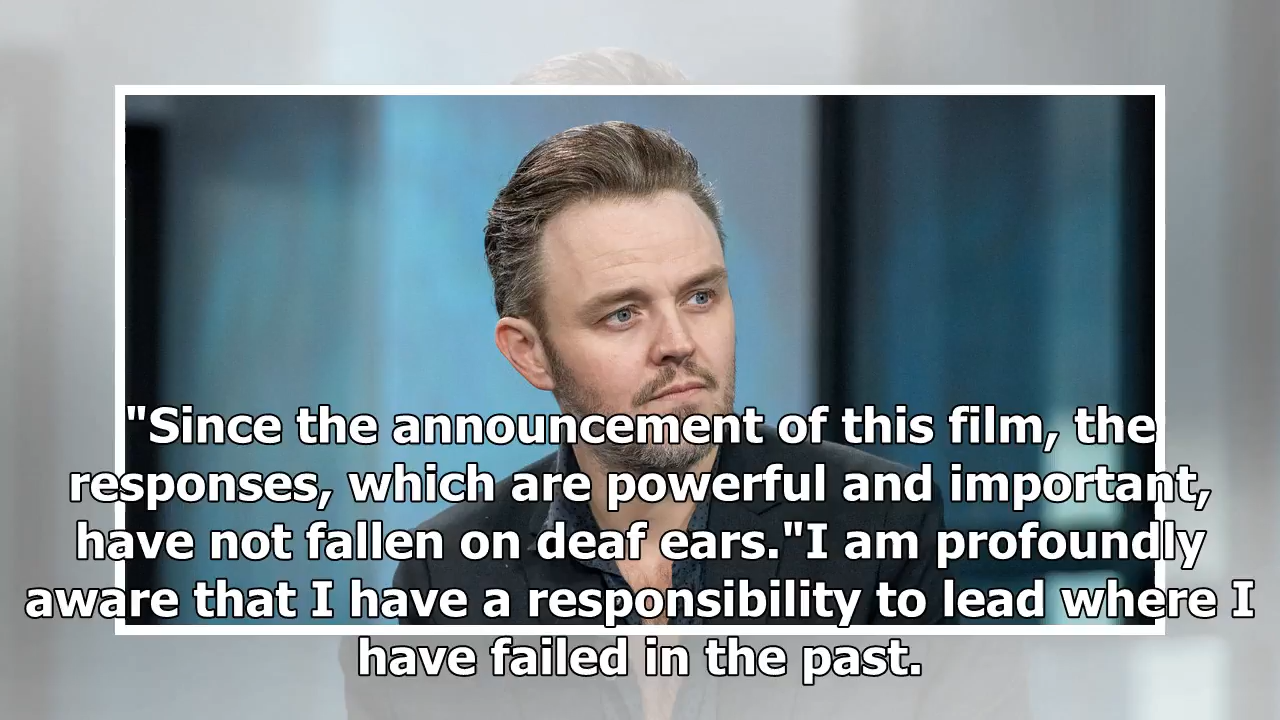 "Since the announcement of this film, the
responses, which are powerful and important,
have not fallen on deaf ears."I am profoundly
aware that I have a responsibility to lead where I
have failed in the past.